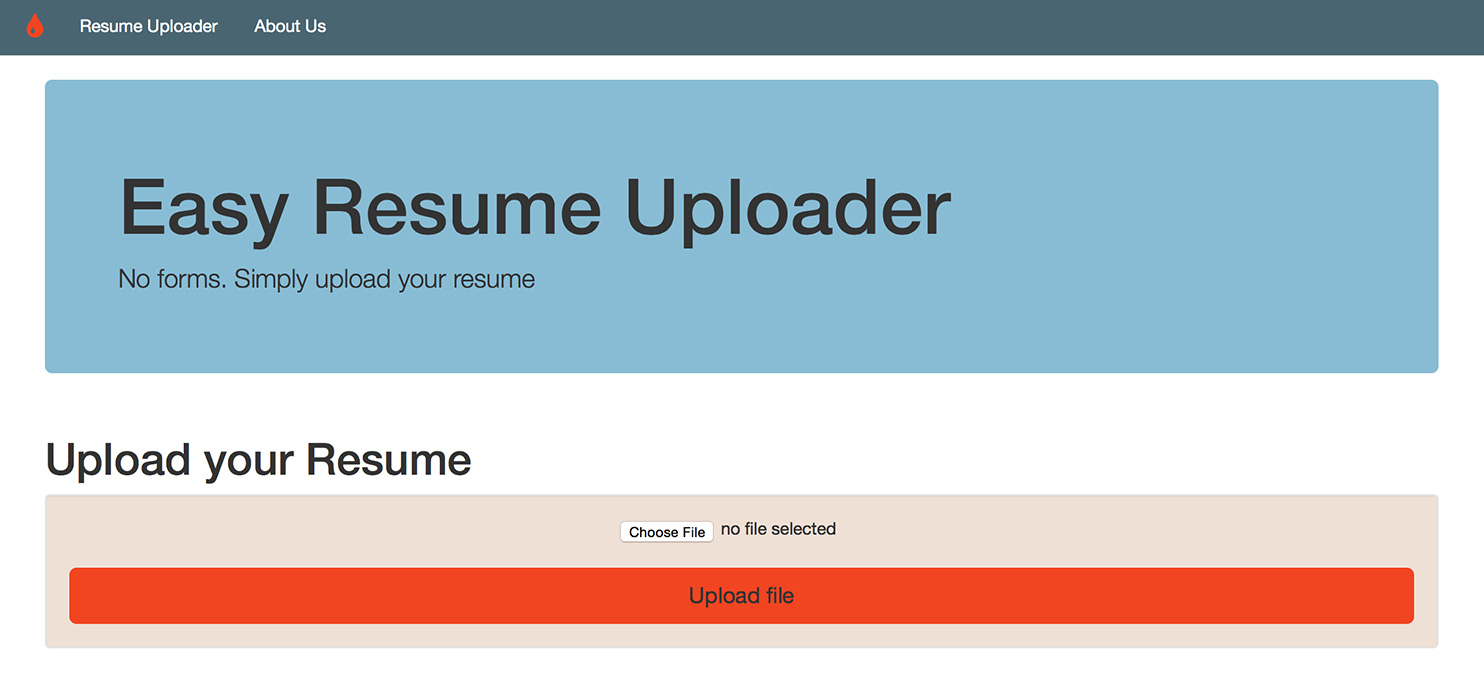 Resume Uploader About Us
Easy Resume Uploader
No forms. Simply upload your resume
Upload your Resume
Choose File no file selected
Upload file